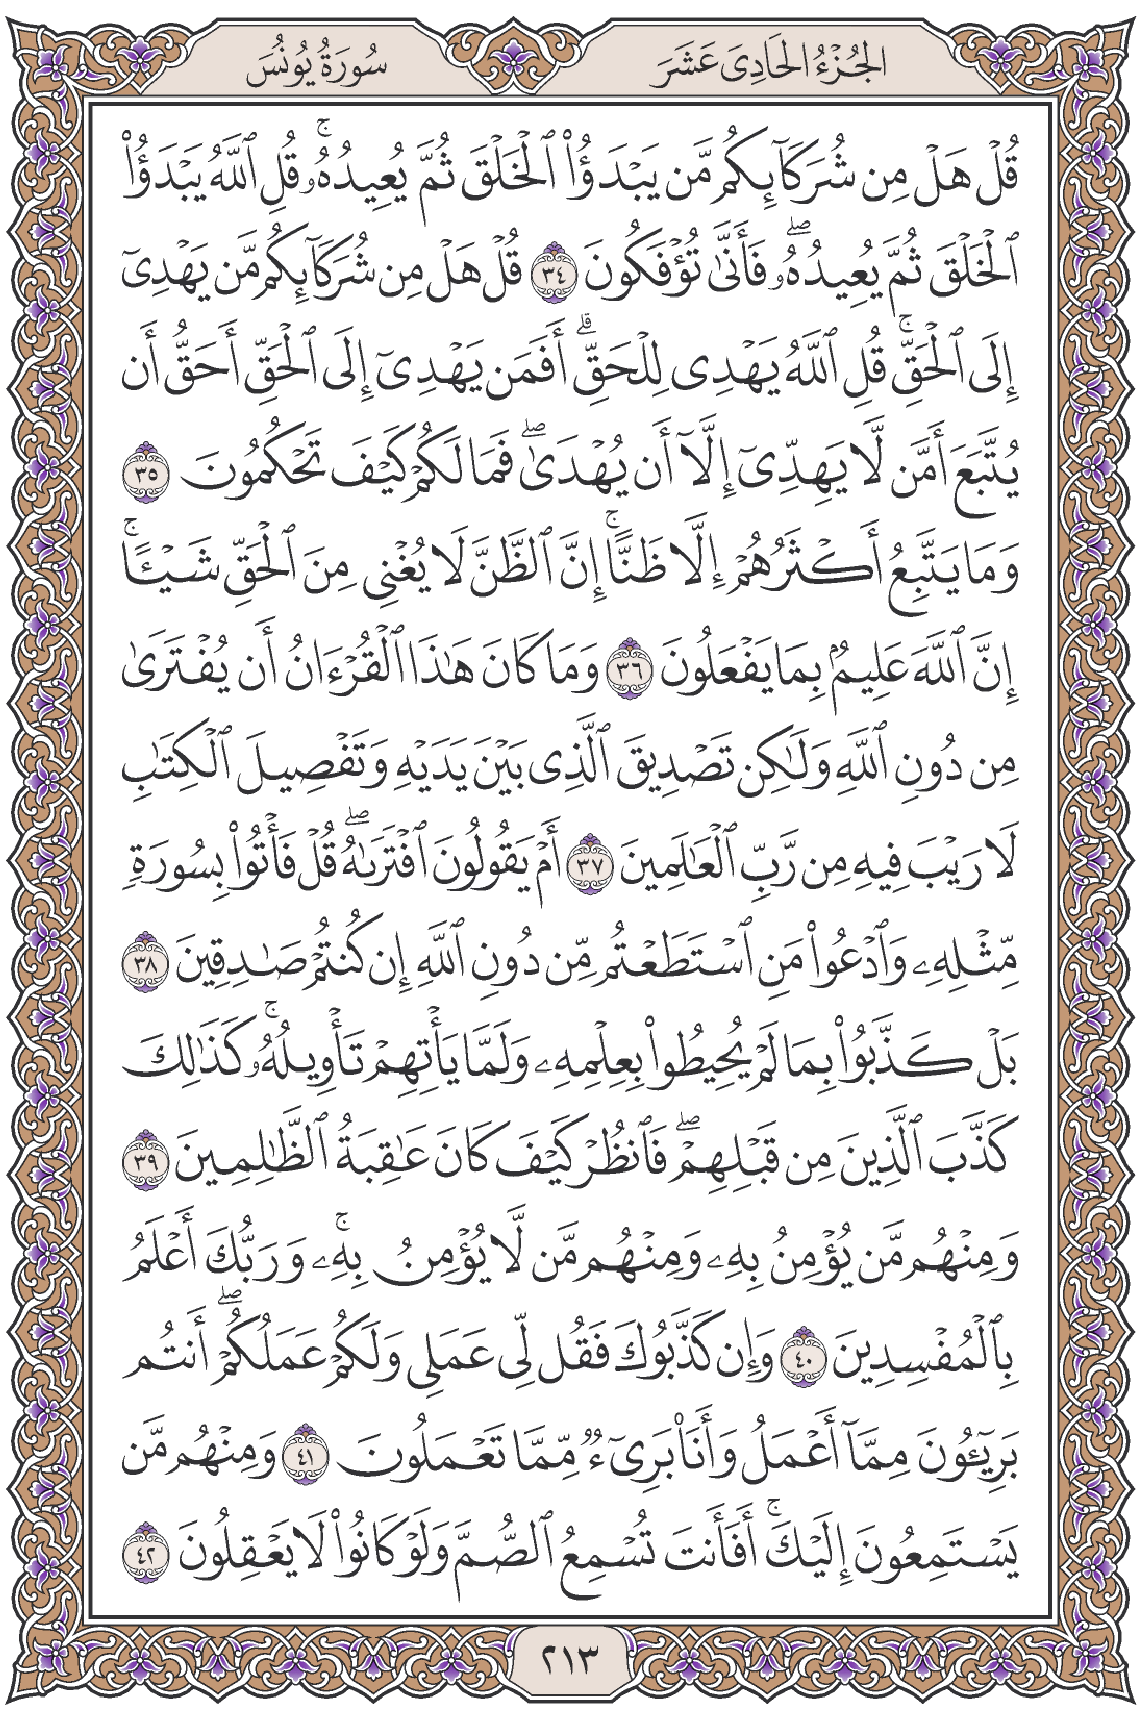 الجُزْءُ الحَادِى عَشَرَ
سُورَةُ يُونُسَ
قُلْ هَلْ مِن شُرَكَآئِكُم مَّن يَبْدَؤُا۟ ٱلْخَلْقَ ثُمَّ يُعِيدُهُۥ ۚ قُلِ ٱللَّهُ يَبْدَؤُا۟
ٱلْخَلْقَ ثُمَّ يُعِيدُهُۥ ۖ فَأَنَّىٰ تُؤْفَكُونَ ٣٤ قُلْ هَلْ مِن شُرَكَآئِكُم مَّن يَهْدِىٓ
إِلَى ٱلْحَقِّ ۚ قُلِ ٱللَّهُ يَهْدِى لِلْحَقِّ ۗ أَفَمَن يَهْدِىٓ إِلَى ٱلْحَقِّ أَحَقُّ أَن
يُتَّبَعَ أَمَّن لَّا يَهِدِّىٓ إِلَّآ أَن يُهْدَىٰ ۖ فَمَا لَكُمْ كَيْفَ تَحْكُمُونَ ٣٥
وَمَا يَتَّبِعُ أَكْثَرُهُمْ إِلَّا ظَنًّا ۚ إِنَّ ٱلظَّنَّ لَا يُغْنِى مِنَ ٱلْحَقِّ شَيْـًٔا ۚ
إِنَّ ٱللَّهَ عَلِيمٌۢ بِمَا يَفْعَلُونَ ٣٦ وَمَا كَانَ هَـٰذَا ٱلْقُرْءَانُ أَن يُفْتَرَىٰ
مِن دُونِ ٱللَّهِ وَلَـٰكِن تَصْدِيقَ ٱلَّذِى بَيْنَ يَدَيْهِ وَتَفْصِيلَ ٱلْكِتَـٰبِ
لَا رَيْبَ فِيهِ مِن رَّبِّ ٱلْعَـٰلَمِينَ ٣٧ أَمْ يَقُولُونَ ٱفْتَرَىٰهُ ۖ قُلْ فَأْتُوا۟ بِسُورَةٍ
مِّثْلِهِۦ وَٱدْعُوا۟ مَنِ ٱسْتَطَعْتُم مِّن دُونِ ٱللَّهِ إِن كُنتُمْ صَـٰدِقِينَ ٣٨
بَلْ كَذَّبُوا۟ بِمَا لَمْ يُحِيطُوا۟ بِعِلْمِهِۦ وَلَمَّا يَأْتِهِمْ تَأْوِيلُهُۥ ۚ كَذَٰلِكَ
كَذَّبَ ٱلَّذِينَ مِن قَبْلِهِمْ ۖ فَٱنظُرْ كَيْفَ كَانَ عَـٰقِبَةُ ٱلظَّـٰلِمِينَ ٣٩
وَمِنْهُم مَّن يُؤْمِنُ بِهِۦ وَمِنْهُم مَّن لَّا يُؤْمِنُ بِهِۦ ۚ وَرَبُّكَ أَعْلَمُ
بِٱلْمُفْسِدِينَ ٤٠ وَإِن كَذَّبُوكَ فَقُل لِّى عَمَلِى وَلَكُمْ عَمَلُكُمْ ۖ أَنتُم
بَرِيٓـُٔونَ مِمَّآ أَعْمَلُ وَأَنَا۠ بَرِىٓءٌ مِّمَّا تَعْمَلُونَ ٤١ وَمِنْهُم مَّن
يَسْتَمِعُونَ إِلَيْكَ ۚ أَفَأَنتَ تُسْمِعُ ٱلصُّمَّ وَلَوْ كَانُوا۟ لَا يَعْقِلُونَ ٤٢
٢١٣